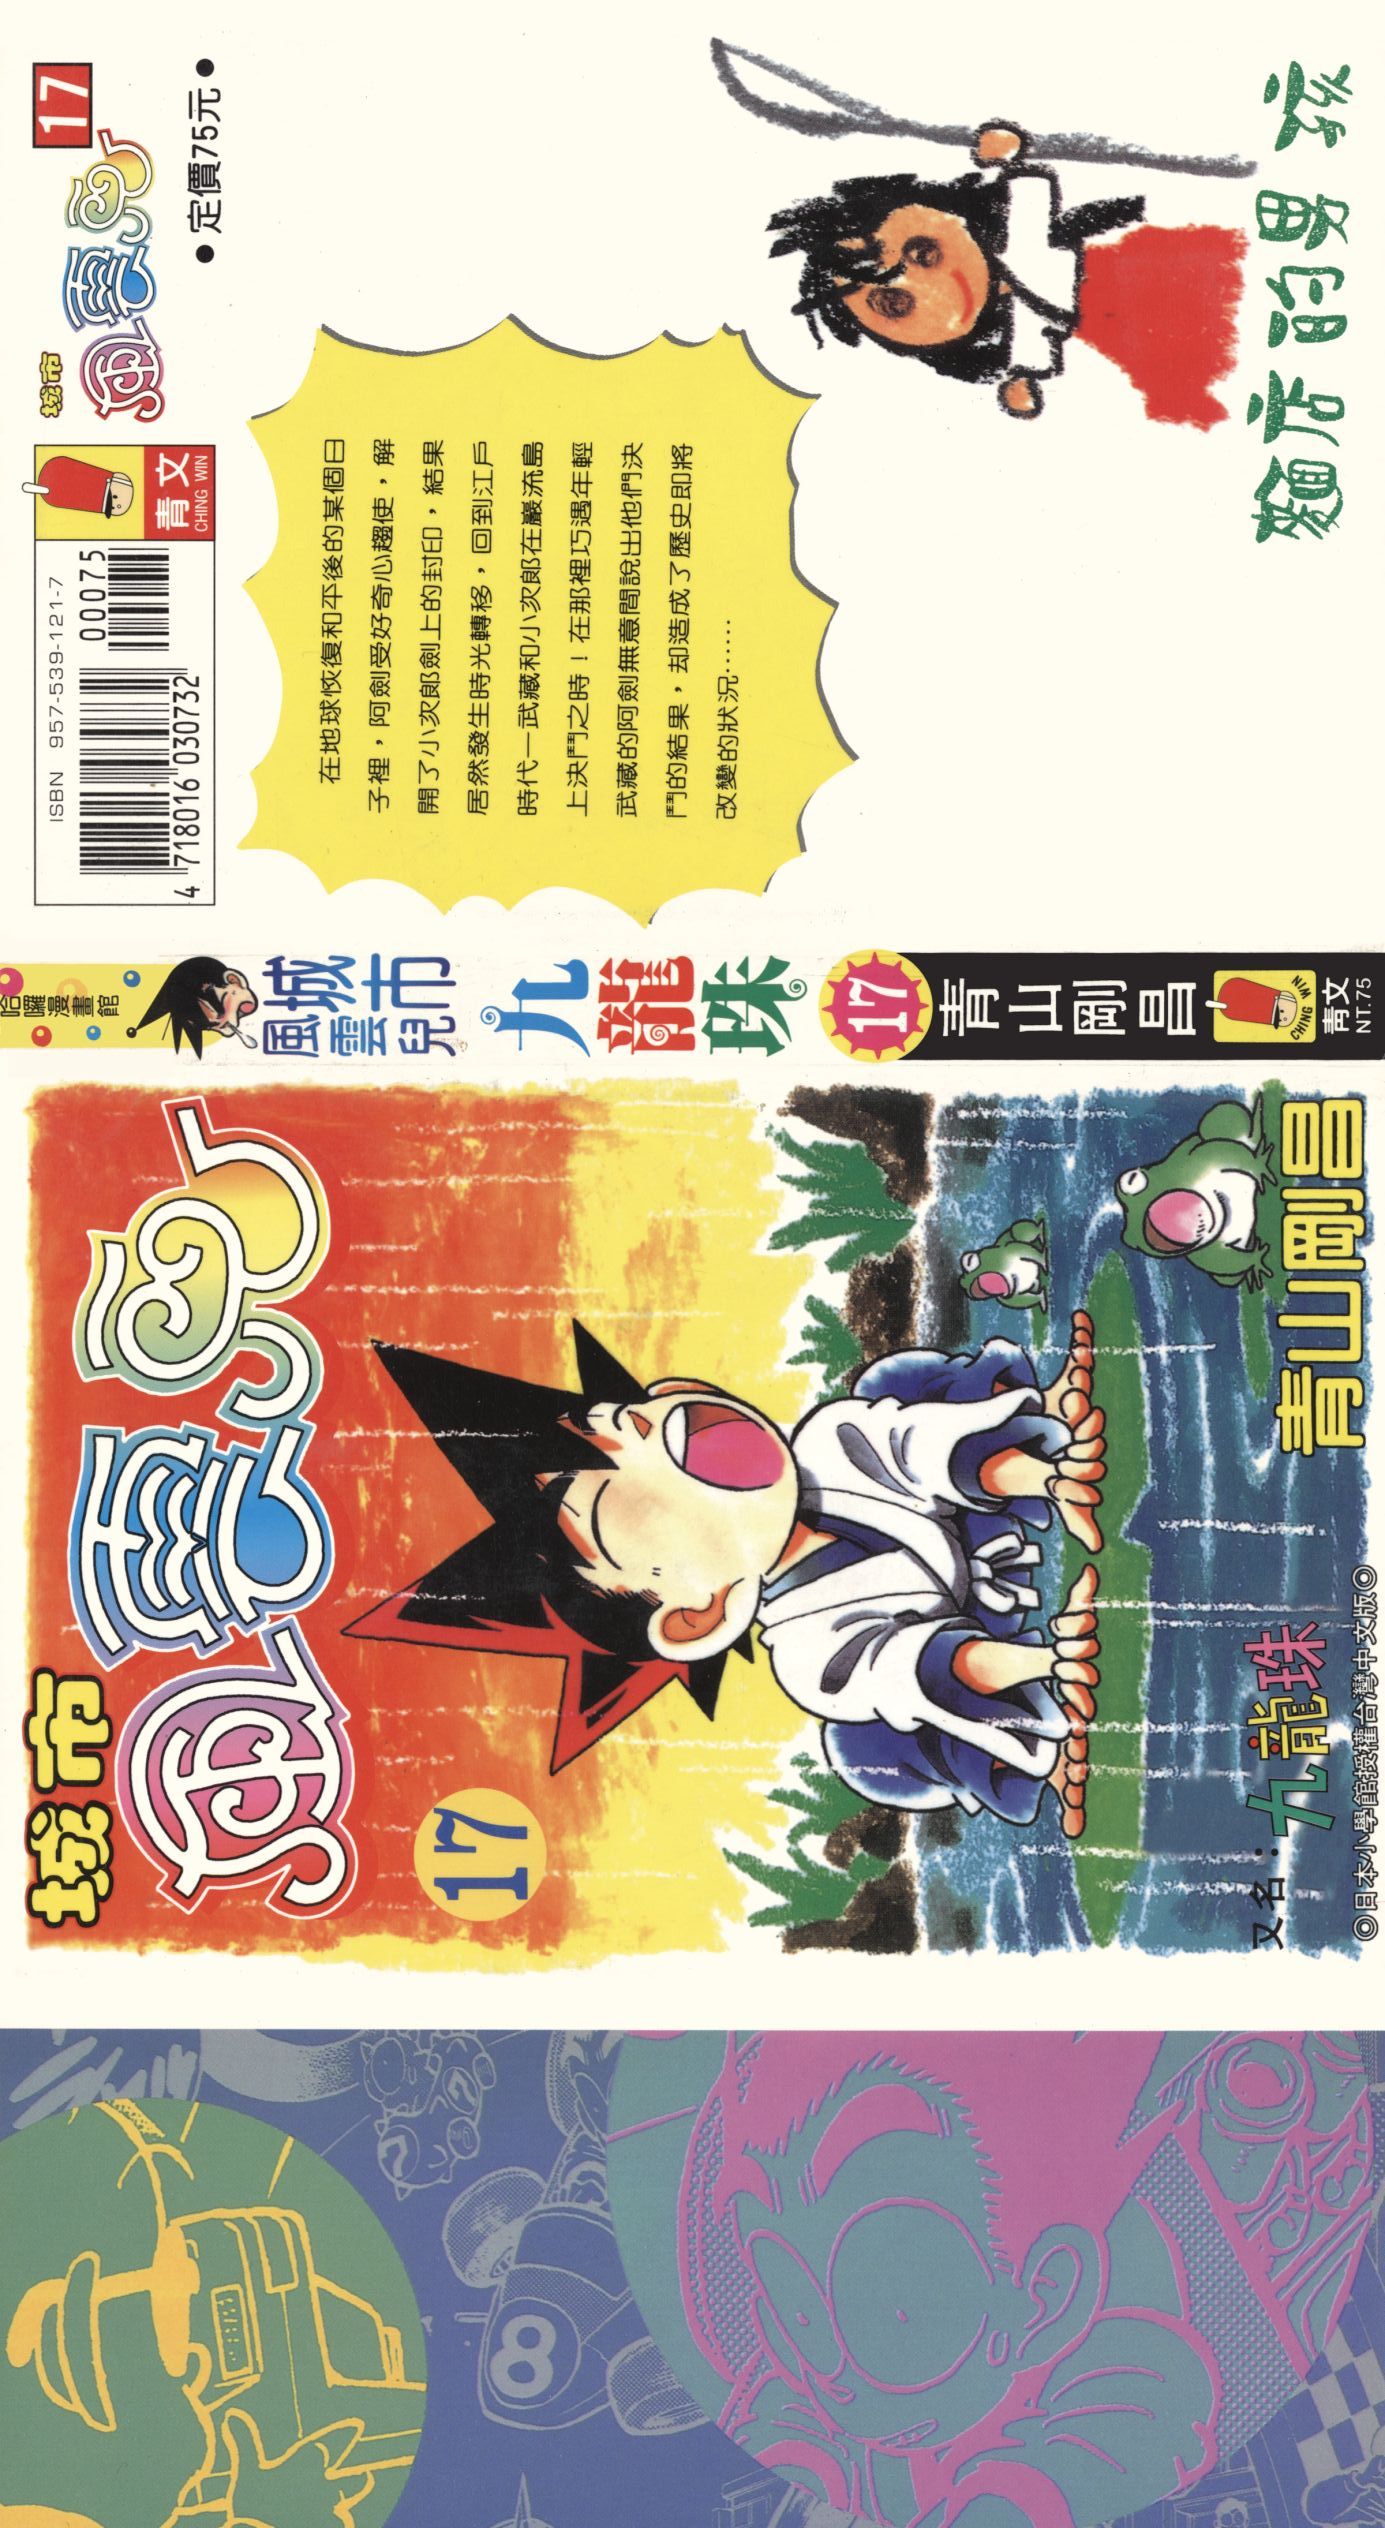 城市
風雲兒
17
●定價75元●
青文
CHING WIN
ISBN 957-539-121-7
00075
4 718016 030732
在地球恢復和平後的某個日
子裡，阿劍受好奇心趨使，解
開了小次郎劍上的封印，結果
居然發生時光轉移，回到江戶
時代—武藏和小次郎在巖流島
上決鬥之時！在那裡巧遇年輕
武藏的阿劍無意間說出他們決
鬥的結果，却造成了歷史即將
改變的狀況……
麵店的男孩
哈囉漫畫館
城市
風雲兒
九龍珠
17
青山剛昌
CHING WIN
青文
NT.75
城市
風雲兒
17
青山剛昌
又名：九龍珠
◎日本小學館授權台灣中文版◎
8